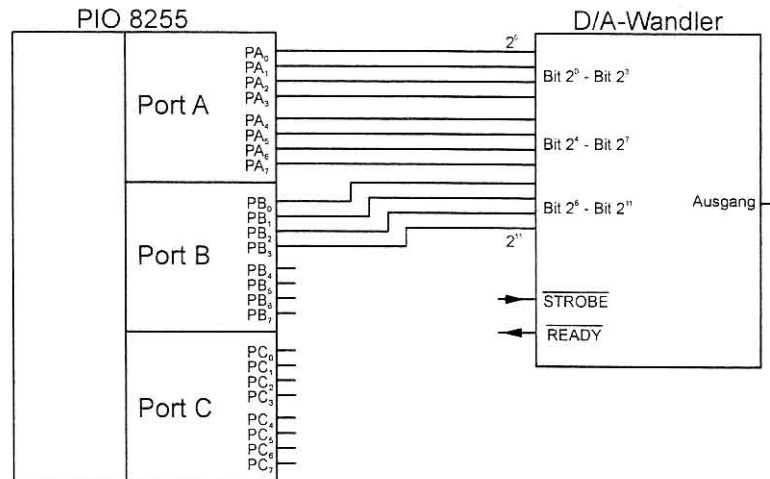 PIO 8255
D/A-Wandler
Port A
PA₀
PA₁
PA₂
PA₃
PA₄
PA₅
PA₆
PA₇
2⁰
Bit 2⁰ - Bit 2³
Bit 2⁴ - Bit 2⁷
Bit 2⁸ - Bit 2¹¹
2¹¹
Ausgang
STROBE
READY
Port B
PB₀
PB₁
PB₂
PB₃
PB₄
PB₅
PB₆
PB₇
Port C
PC₀
PC₁
PC₂
PC₃
PC₄
PC₅
PC₆
PC₇